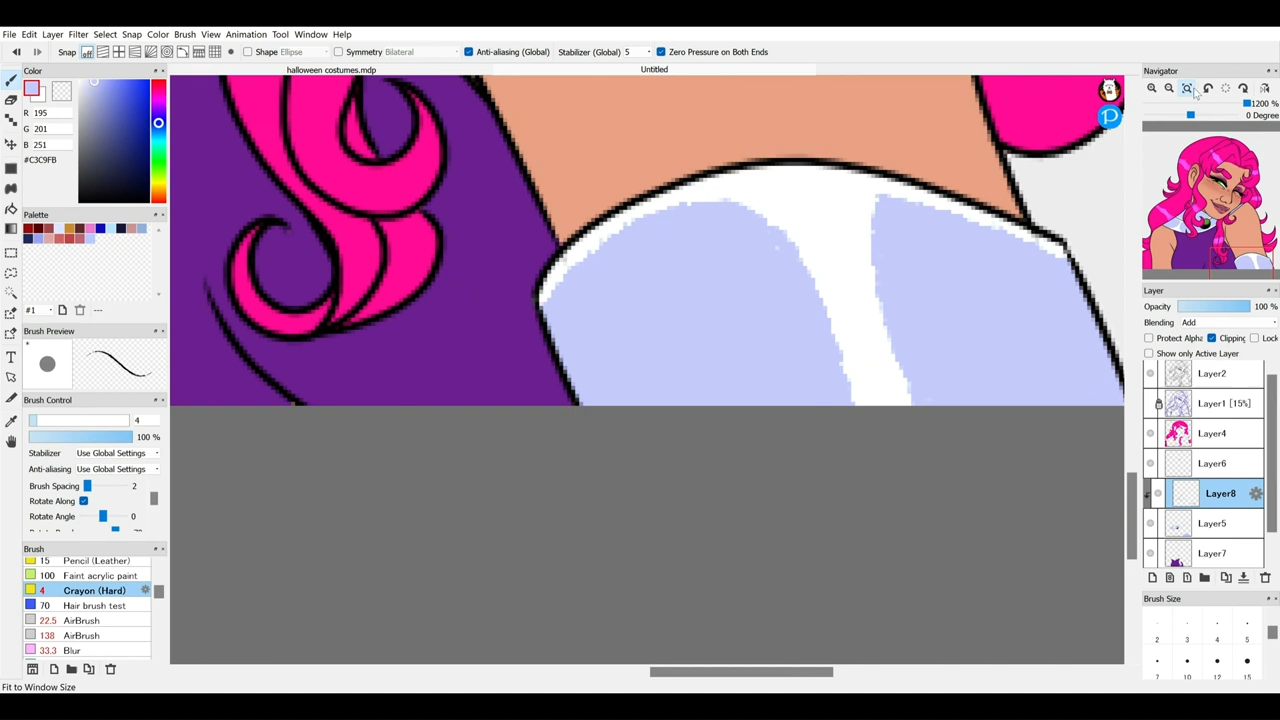 File Edit Layer Filter Select Snap Color Brush View Animation Tool Window Help
Snap off Shape Ellipse Symmetry Bilateral Anti-aliasing (Global) Stabilizer (Global) 5 Zero Pressure on Both Ends
Color
halloween costumes.mdp Untitled
Navigator
R 195
G 201
B 251
#C3C9FB
1200 %
0 Degree
Palette
#1 ---
Brush Preview
Brush Control
4
100 %
Stabilizer Use Global Settings
Anti-aliasing Use Global Settings
Brush Spacing 2
Rotate Along
Rotate Angle 0
Brush
15 Pencil (Leather)
100 Faint acrylic paint
4 Crayon (Hard)
70 Hair brush test
22.5 AirBrush
138 AirBrush
33.3 Blur
Fit to Window Size
Layer
Opacity 100 %
Blending Add
Protect Alpha Clipping Lock
Show only Active Layer
Layer2
Layer1 [15%]
Layer4
Layer6
Layer8
Layer5
Layer7
Brush Size
2 3 4 5
7 10 12 15